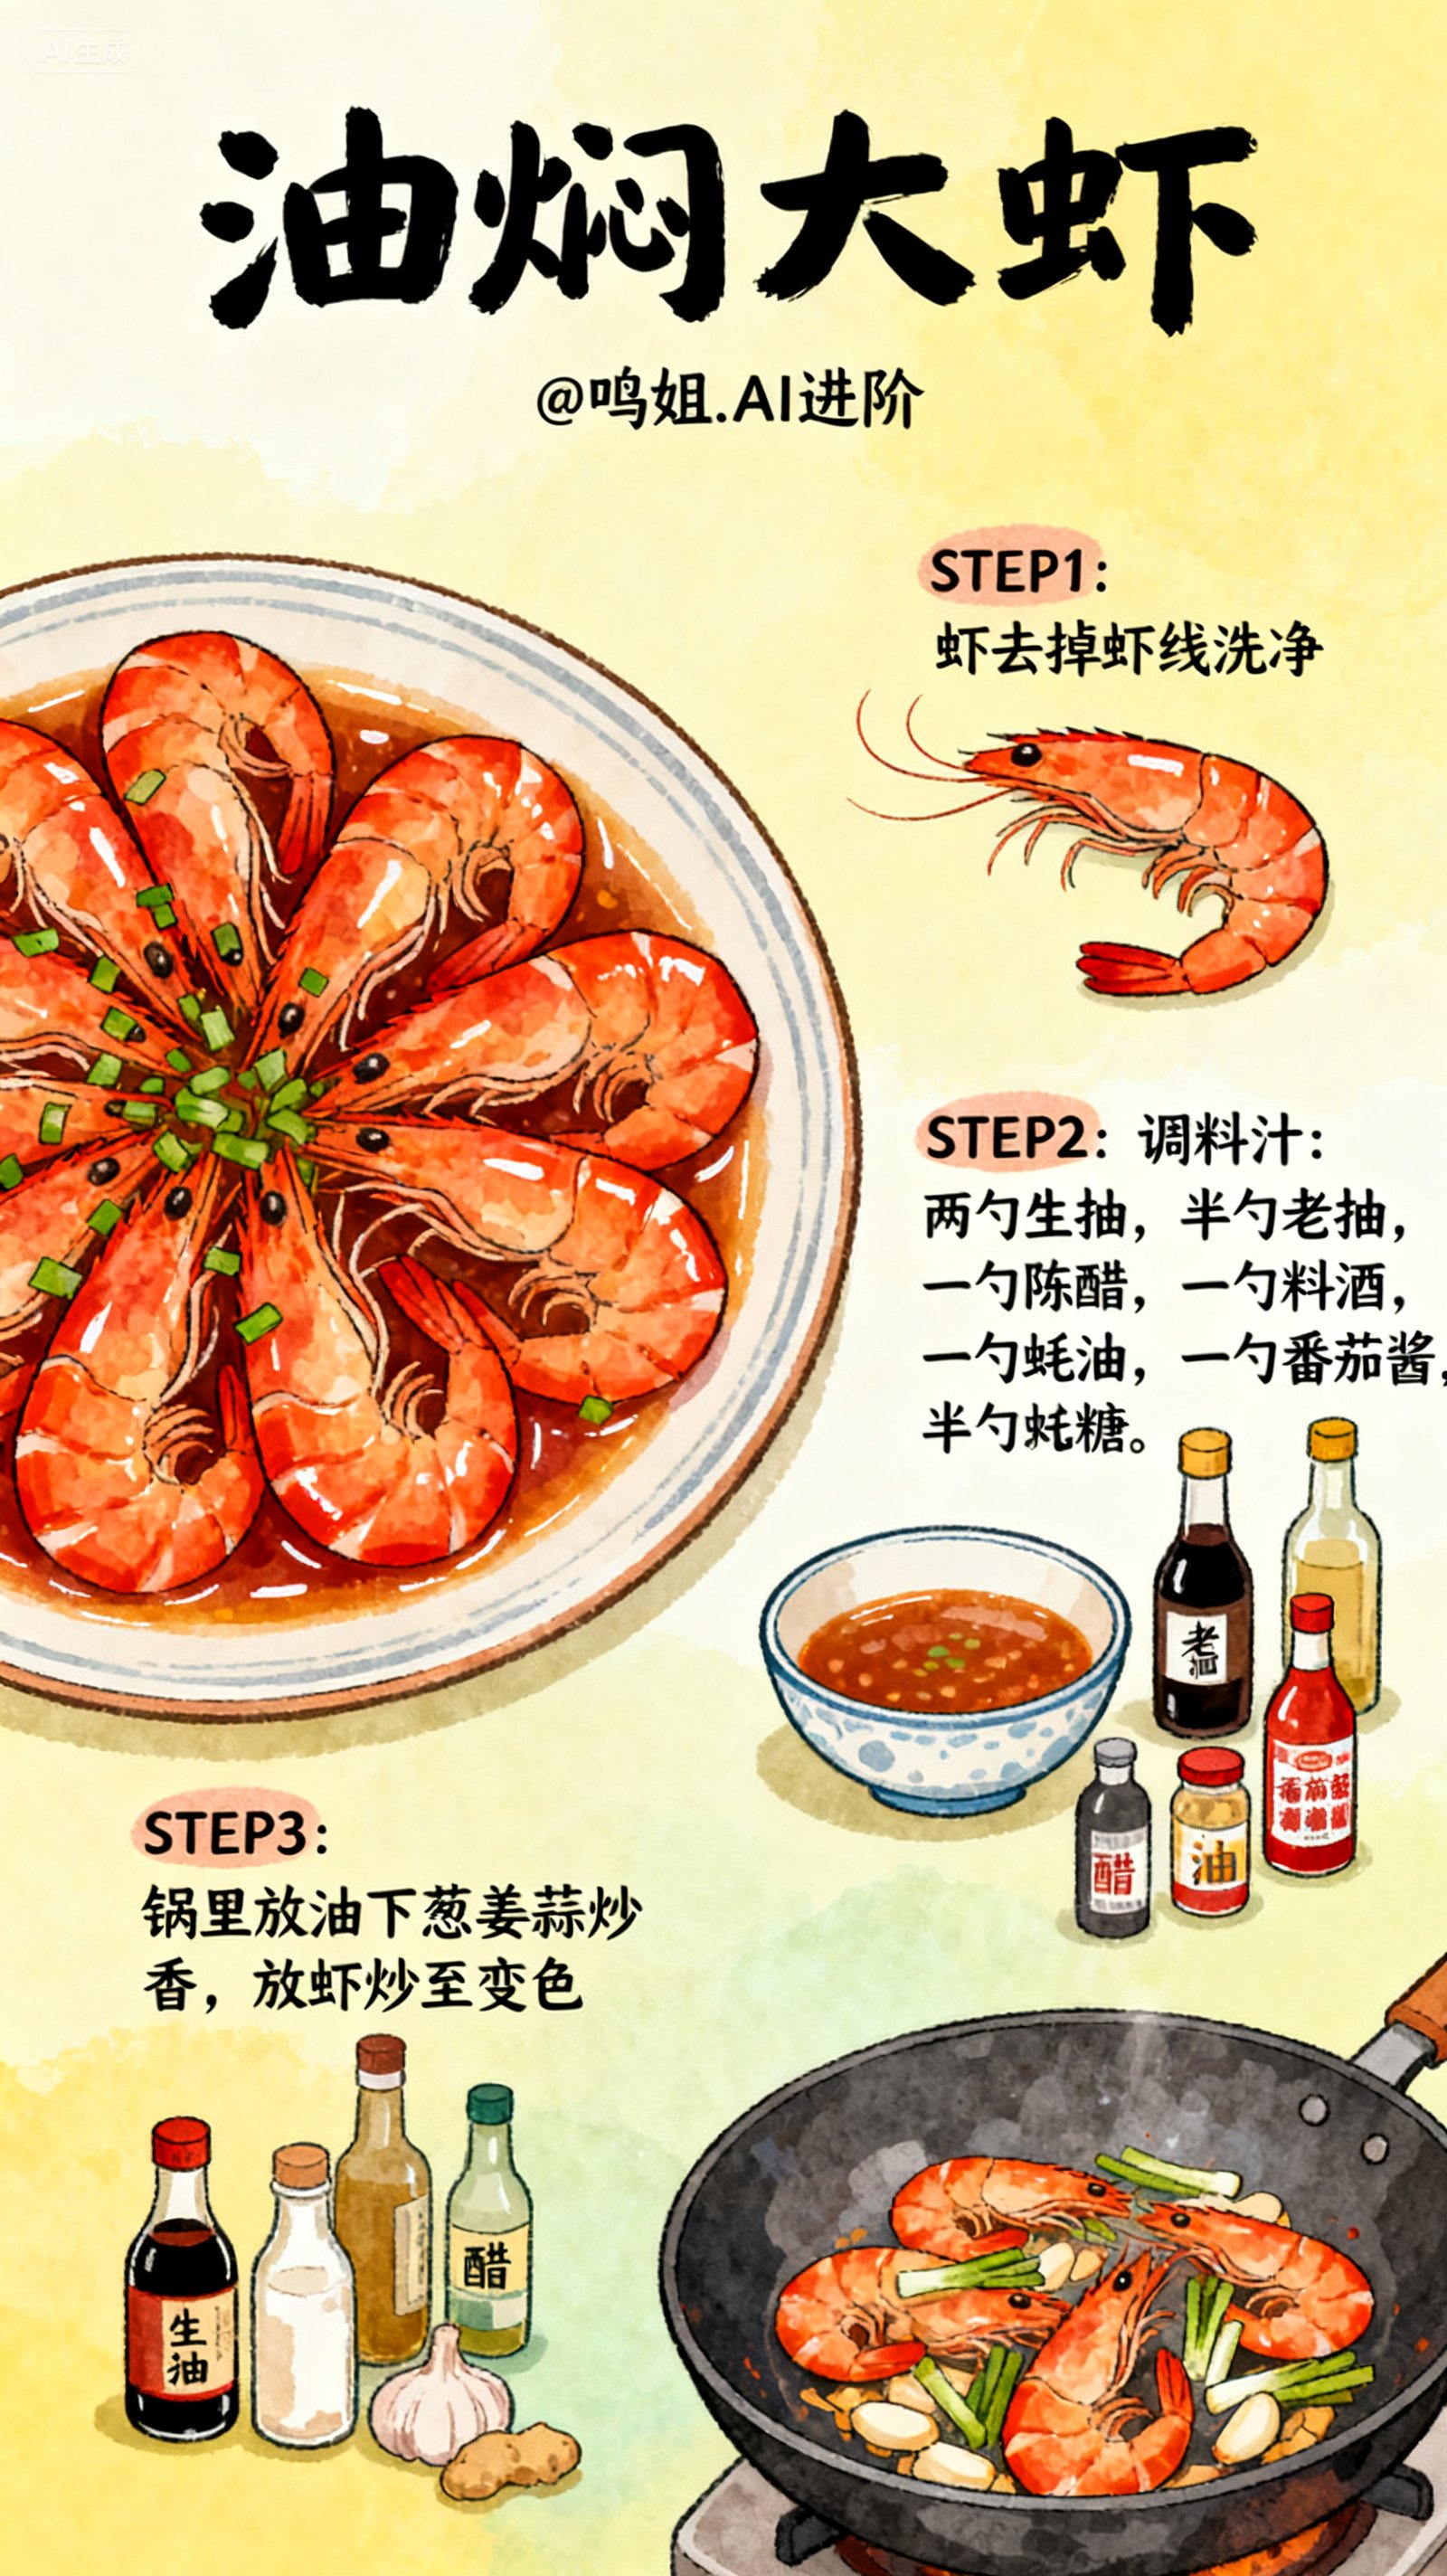 AI生成
油焖大虾
@鸣姐.AI进阶
STEP1:
虾去掉虾线洗净
STEP2: 调料汁:
两勺生抽，半勺老抽，
一勺陈醋，一勺料酒，
一勺蚝油，一勺番茄酱，
半勺蚝糖。
老
醋
油
STEP3:
锅里放油下葱姜蒜炒
香，放虾炒至变色
醋
生
油